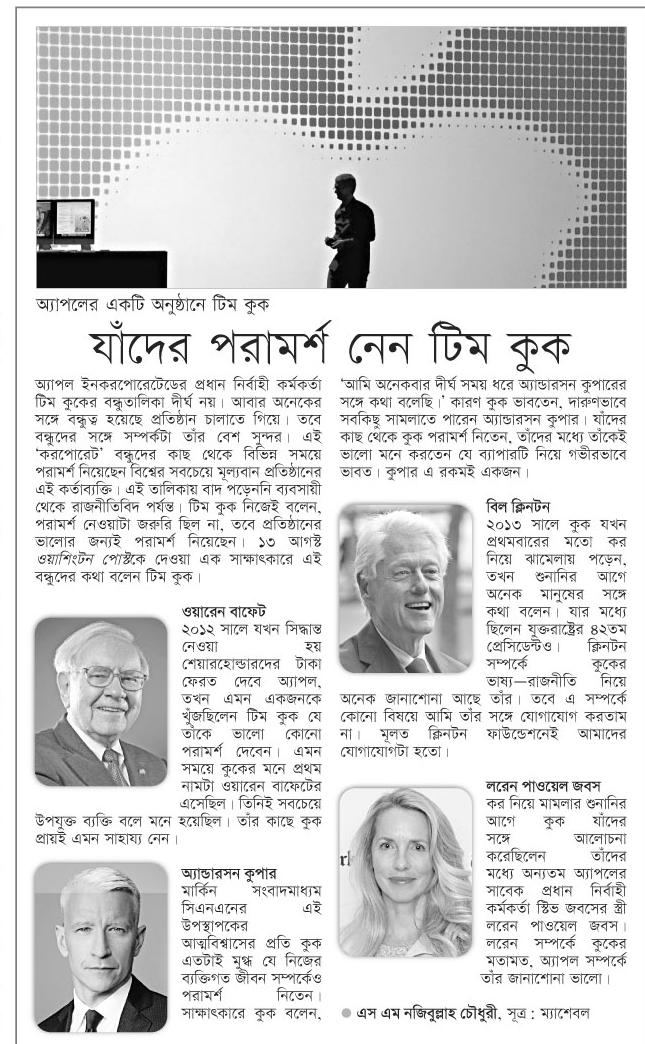 অ্যাপলের একটি অনুষ্ঠানে টিম কুক
যাঁদের পরামর্শ নেন টিম কুক
অ্যাপল ইনকরপোরেটেডের প্রধান নির্বাহী কর্মকর্তা
টিম কুকের বন্ধুতালিকা দীর্ঘ নয়। আবার অনেকের
সঙ্গে বন্ধুত্ব হয়েছে প্রতিষ্ঠান চালাতে গিয়ে। তবে
বন্ধুদের সঙ্গে সম্পর্কটা তাঁর বেশ সুন্দর। এই
‘করপোরেট’ বন্ধুদের কাছ থেকে বিভিন্ন সময়ে
পরামর্শ নিয়েছেন বিশ্বের সবচেয়ে মূল্যবান প্রতিষ্ঠানের
এই কর্তাব্যক্তি। এই তালিকায় বাদ পড়েননি ব্যবসায়ী
থেকে রাজনীতিবিদ পর্যন্ত। টিম কুক নিজেই বলেন,
পরামর্শ নেওয়াটা জরুরি ছিল না, তবে প্রতিষ্ঠানের
ভালোর জন্যই পরামর্শ নিয়েছেন। ১৩ আগস্ট
ওয়াশিংটন পোস্টকে দেওয়া এক সাক্ষাৎকারে এই
বন্ধুদের কথা বলেন টিম কুক।
ওয়ারেন বাফেট
২০১২ সালে যখন সিদ্ধান্ত
নেওয়া হয়
শেয়ারহোল্ডারদের টাকা
ফেরত দেবে অ্যাপল,
তখন এমন একজনকে
খুঁজছিলেন টিম কুক যে
তাঁকে ভালো কোনো
পরামর্শ দেবেন। এমন
সময়ে কুকের মনে প্রথম
নামটা ওয়ারেন বাফেটের
এসেছিল। তিনিই সবচেয়ে
উপযুক্ত ব্যক্তি বলে মনে হয়েছিল। তাঁর কাছে কুক
প্রায়ই এমন সাহায্য নেন।
অ্যান্ডারসন কুপার
মার্কিন সংবাদমাধ্যম
সিএনএনের এই
উপস্থাপকের
আত্মবিশ্বাসের প্রতি কুক
এতটাই মুগ্ধ যে নিজের
ব্যক্তিগত জীবন সম্পর্কেও
পরামর্শ নিতেন।
সাক্ষাৎকারে কুক বলেন,
‘আমি অনেকবার দীর্ঘ সময় ধরে অ্যান্ডারসন কুপারের
সঙ্গে কথা বলেছি।’ কারণ কুক ভাবতেন, দারুণভাবে
সবকিছু সামলাতে পারেন অ্যান্ডারসন কুপার। যাঁদের
কাছ থেকে কুক পরামর্শ নিতেন, তাঁদের মধ্যে তাঁকেই
ভালো মনে করতেন যে ব্যাপারটি নিয়ে গভীরভাবে
ভাবত। কুপার এ রকমই একজন।
বিল ক্লিনটন
২০১৩ সালে কুক যখন
প্রথমবারের মতো কর
নিয়ে ঝামেলায় পড়েন,
তখন শুনানির আগে
অনেক মানুষের সঙ্গে
কথা বলেন। যার মধ্যে
ছিলেন যুক্তরাষ্ট্রের ৪২তম
প্রেসিডেন্টও। ক্লিনটন
সম্পর্কে কুকের
ভাষ্য—রাজনীতি নিয়ে
অনেক জানাশোনা আছে তাঁর। তবে এ সম্পর্কে
কোনো বিষয়ে আমি তাঁর সঙ্গে যোগাযোগ করতাম
না। মূলত ক্লিনটন ফাউন্ডেশনেই আমাদের
যোগাযোগটা হতো।
লরেন পাওয়েল জবস
কর নিয়ে মামলার শুনানির
আগে কুক যাঁদের
সঙ্গে আলোচনা
করেছিলেন তাঁদের
মধ্যে অন্যতম অ্যাপলের
সাবেক প্রধান নির্বাহী
কর্মকর্তা স্টিভ জবসের স্ত্রী
লরেন পাওয়েল জবস।
লরেন সম্পর্কে কুকের
মতামত, অ্যাপল সম্পর্কে
তাঁর জানাশোনা ভালো।
● এস এম নজিবুল্লাহ চৌধুরী, সূত্র : ম্যাশেবল